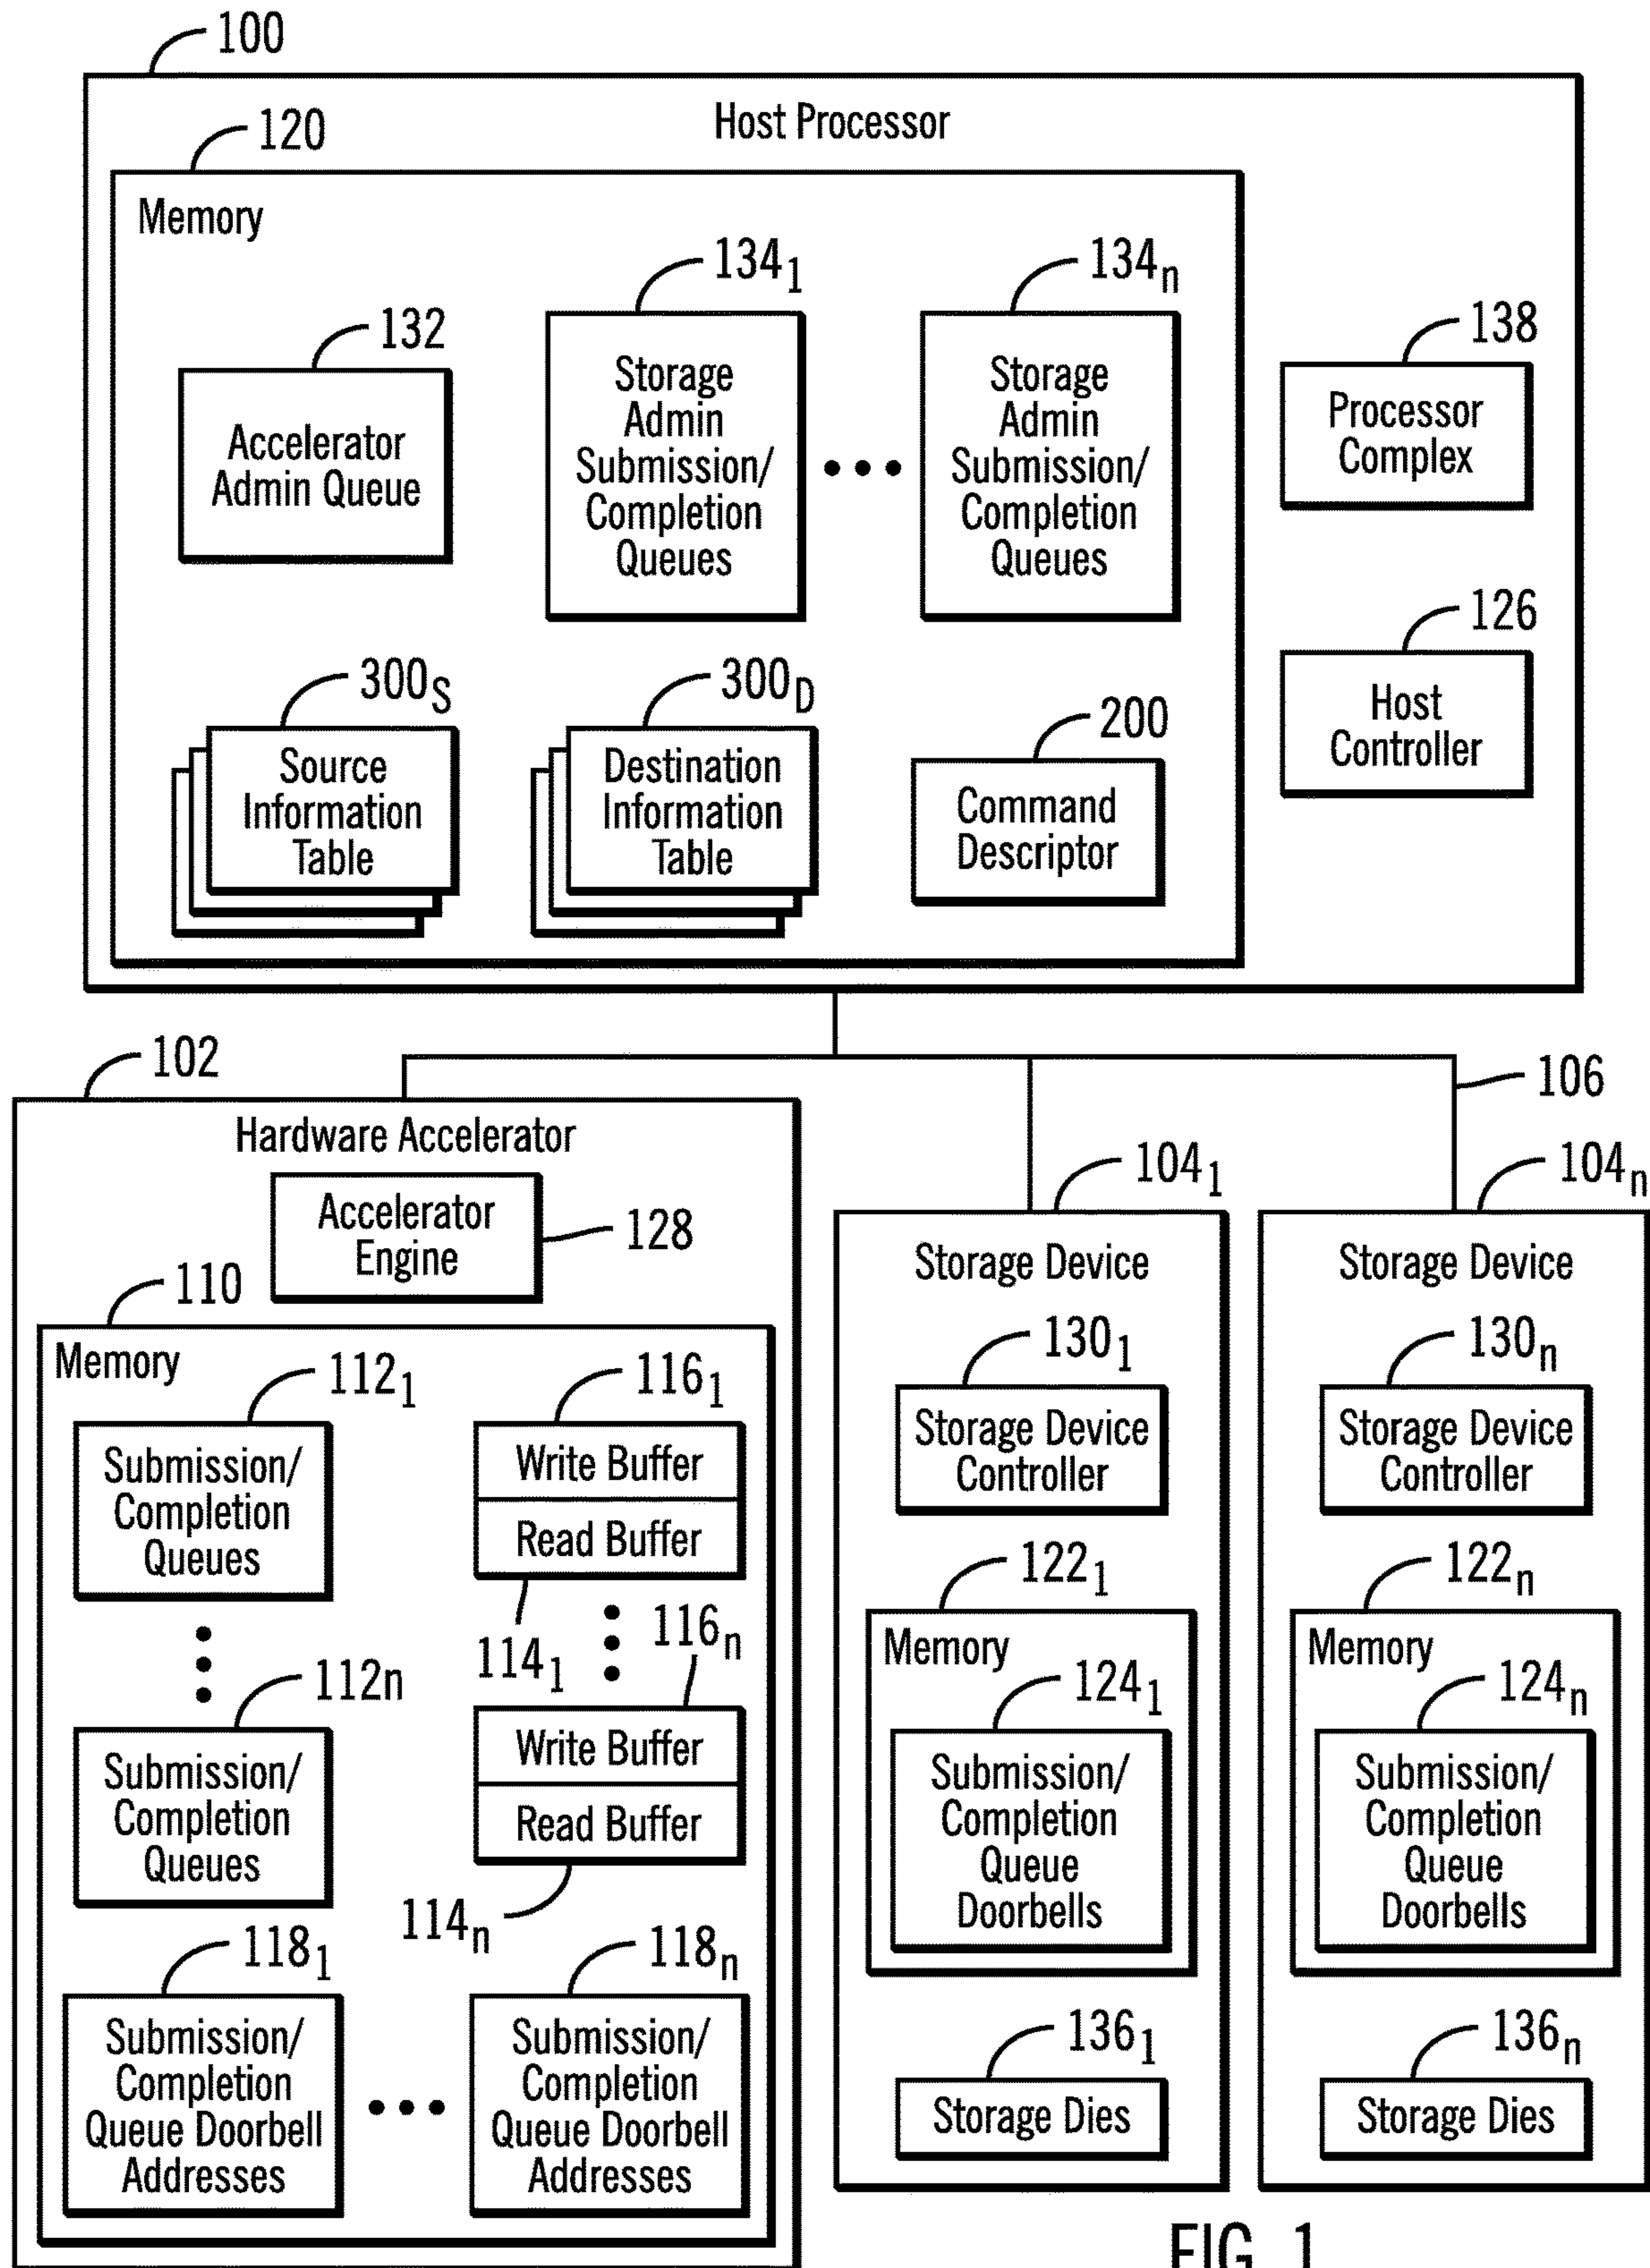 100
Host Processor
120
Memory
134₁
134ₙ
132
138
Accelerator
Admin Queue
Storage
Admin
Submission/
Completion
Queues
Storage
Admin
Submission/
Completion
Queues
Processor
Complex
126
Host
Controller
300S
300D
200
Source
Information
Table
Destination
Information
Table
Command
Descriptor
102
106
Hardware Accelerator
Accelerator
Engine
128
110
Memory
112₁
116₁
Submission/
Completion
Queues
Write Buffer
Read Buffer
114₁
116ₙ
112n
Submission/
Completion
Queues
Write Buffer
Read Buffer
114ₙ
118₁
118ₙ
Submission/
Completion
Queue Doorbell
Addresses
Submission/
Completion
Queue Doorbell
Addresses
104₁
Storage Device
130₁
Storage Device
Controller
122₁
Memory
124₁
Submission/
Completion
Queue
Doorbells
136₁
Storage Dies
104ₙ
Storage Device
130ₙ
Storage Device
Controller
122ₙ
Memory
124ₙ
Submission/
Completion
Queue
Doorbells
136ₙ
Storage Dies
FIG. 1